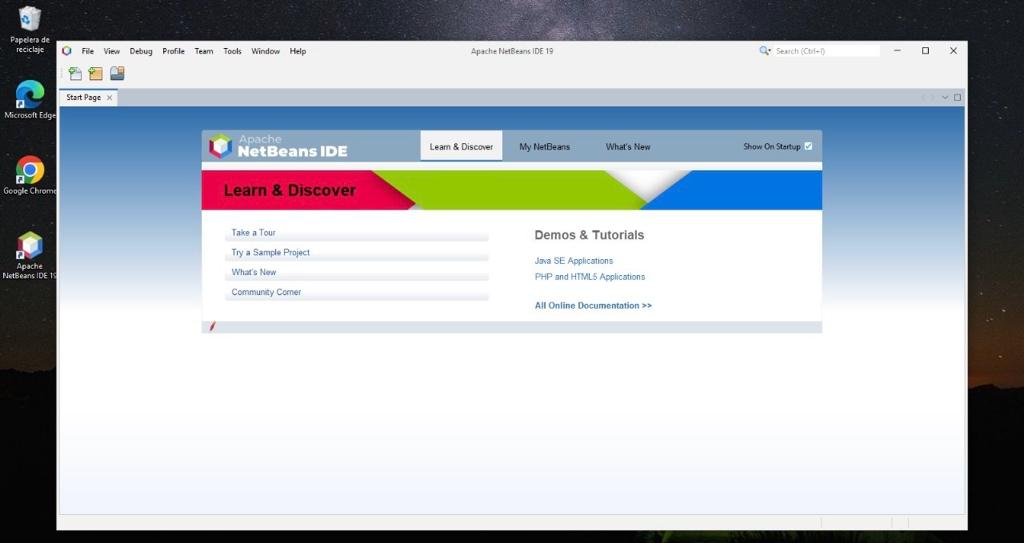 Papelera de
reciclaje
Microsoft Edge
Google Chrome
Apache
NetBeans IDE 19
File View Debug Profile Team Tools Window Help
Apache NetBeans IDE 19
Search (Ctrl+I)
Start Page
Apache
NetBeans IDE
Learn & Discover
My NetBeans
What's New
Show On Startup
Learn & Discover
Take a Tour
Try a Sample Project
What's New
Community Corner
Demos & Tutorials
Java SE Applications
PHP and HTML5 Applications
All Online Documentation >>